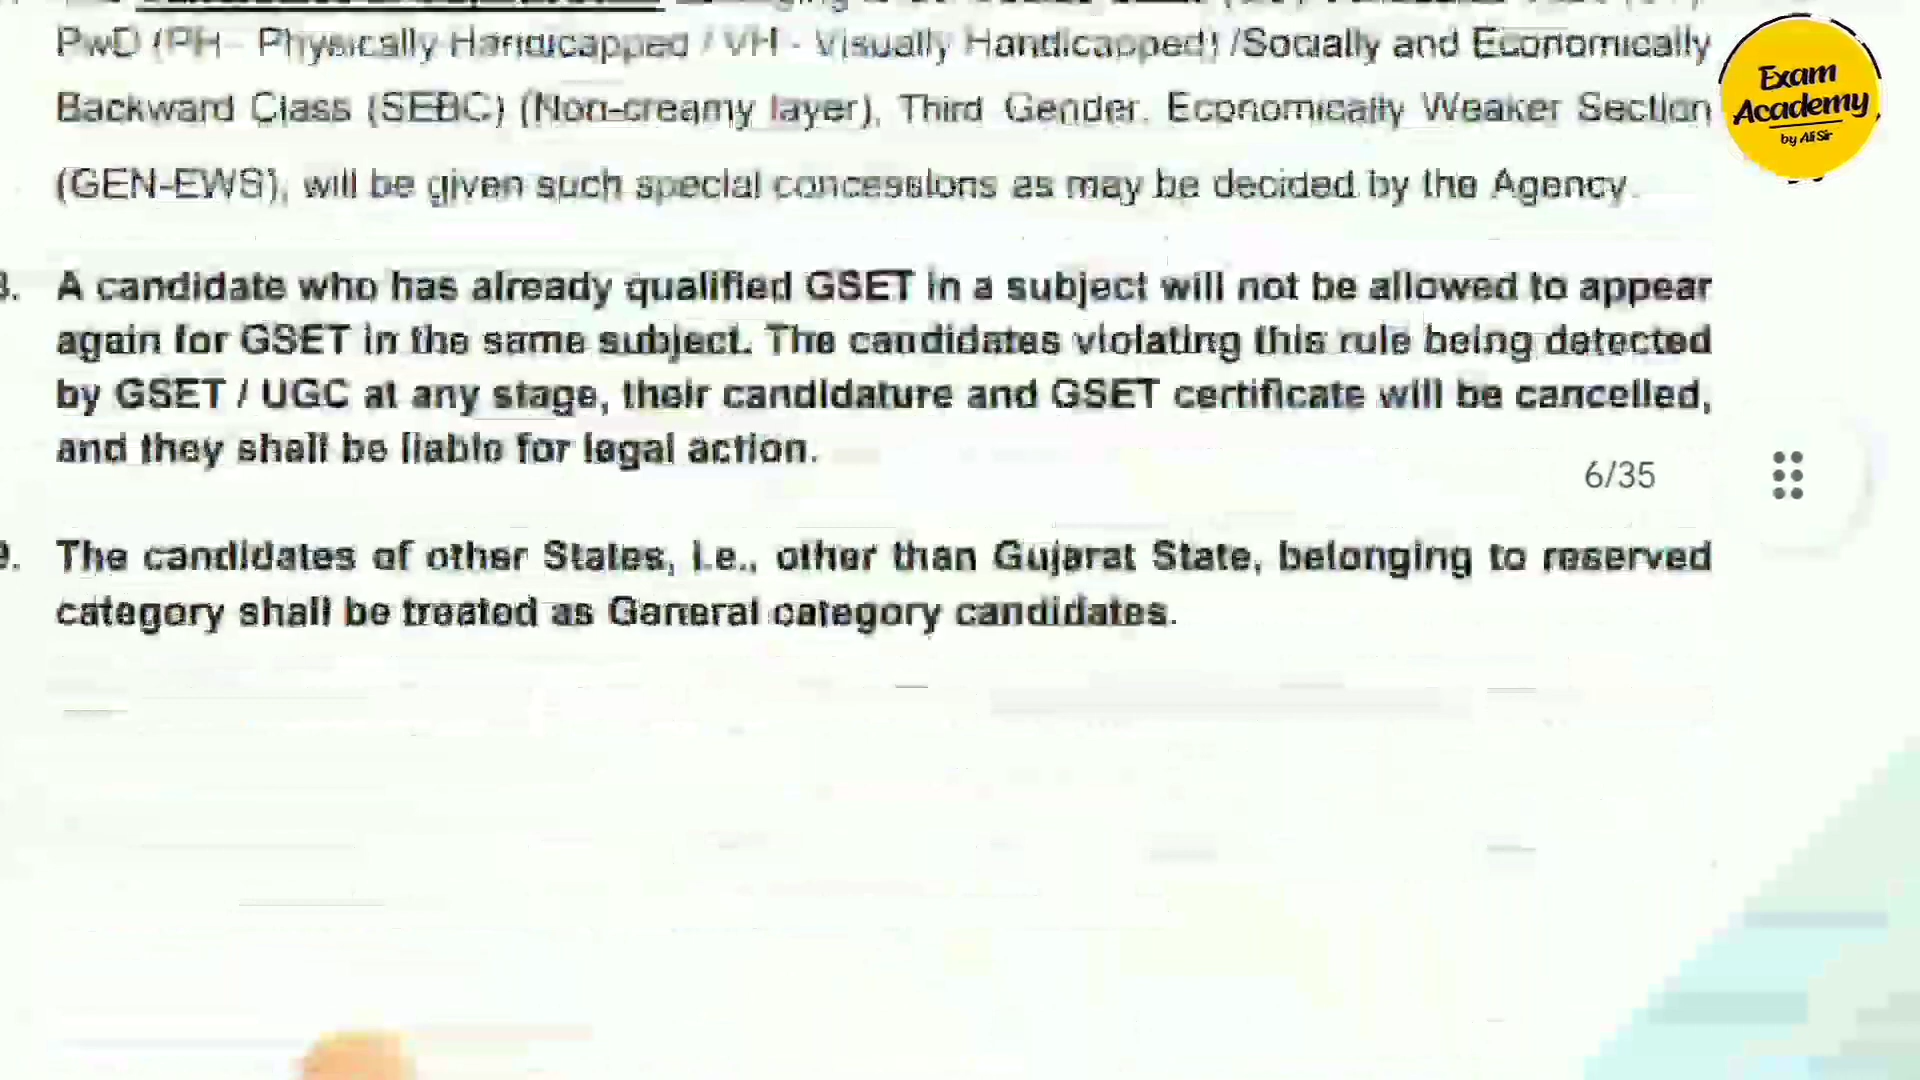 PwD (PH - Physically Handicapped / VH - Visually Handicapped) /Socially and Economically
Backward Class (SEBC) (Non-creamy layer), Third Gender. Economically Weaker Section
(GEN-EWS), will be given such special concessions as may be decided by the Agency.
A candidate who has already qualified GSET in a subject will not be allowed to appear
again for GSET in the same subject. The candidates violating this rule being detected
by GSET / UGC at any stage, their candidature and GSET certificate will be cancelled,
and they shall be liable for legal action.
6/35
The candidates of other States, i.e., other than Gujarat State, belonging to reserved
category shall be treated as General category candidates.
Exam
Academy
by Ali Sir